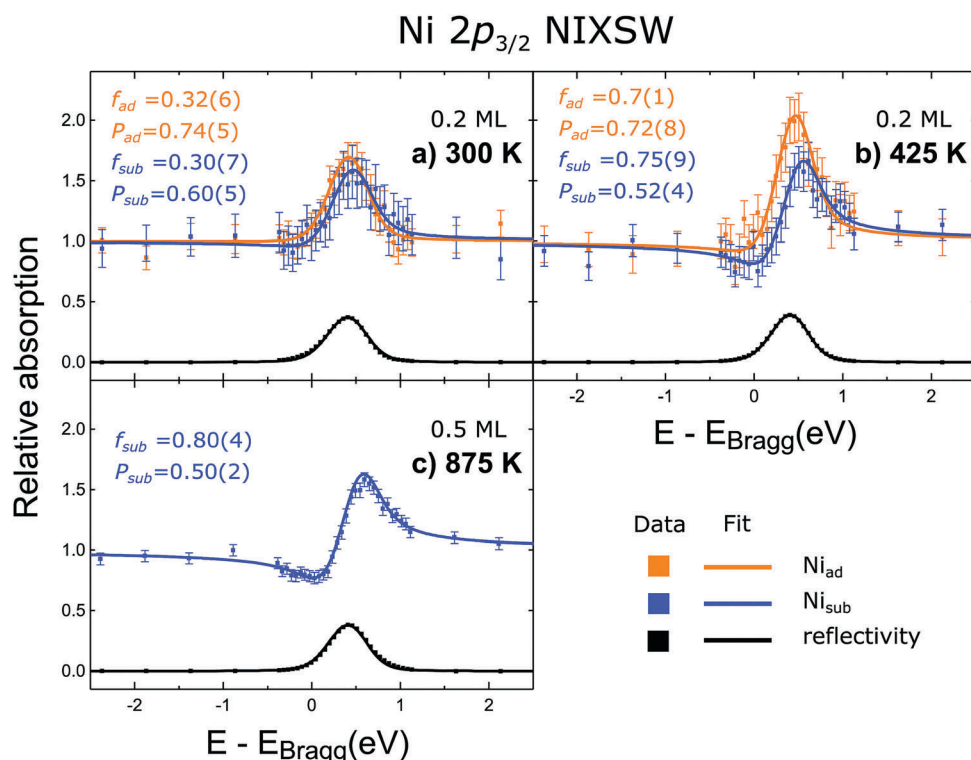 Ni 2p3/2 NIXSW
fad =0.32(6)
Pad =0.74(5)
fsub =0.30(7)
Psub=0.60(5)
0.2 ML
a) 300 K
2.0
1.5
1.0
0.5
0.0
fad =0.7(1)
Pad =0.72(8)
fsub =0.75(9)
Psub=0.52(4)
0.2 ML
b) 425 K
-2 -1 0 1 2
E - EBragg(eV)
fsub =0.80(4)
Psub=0.50(2)
0.5 ML
c) 875 K
2.0
1.5
1.0
0.5
0.0
-2 -1 0 1 2
E - EBragg(eV)
Relative absorption
Data Fit
Niad
Nisub
reflectivity